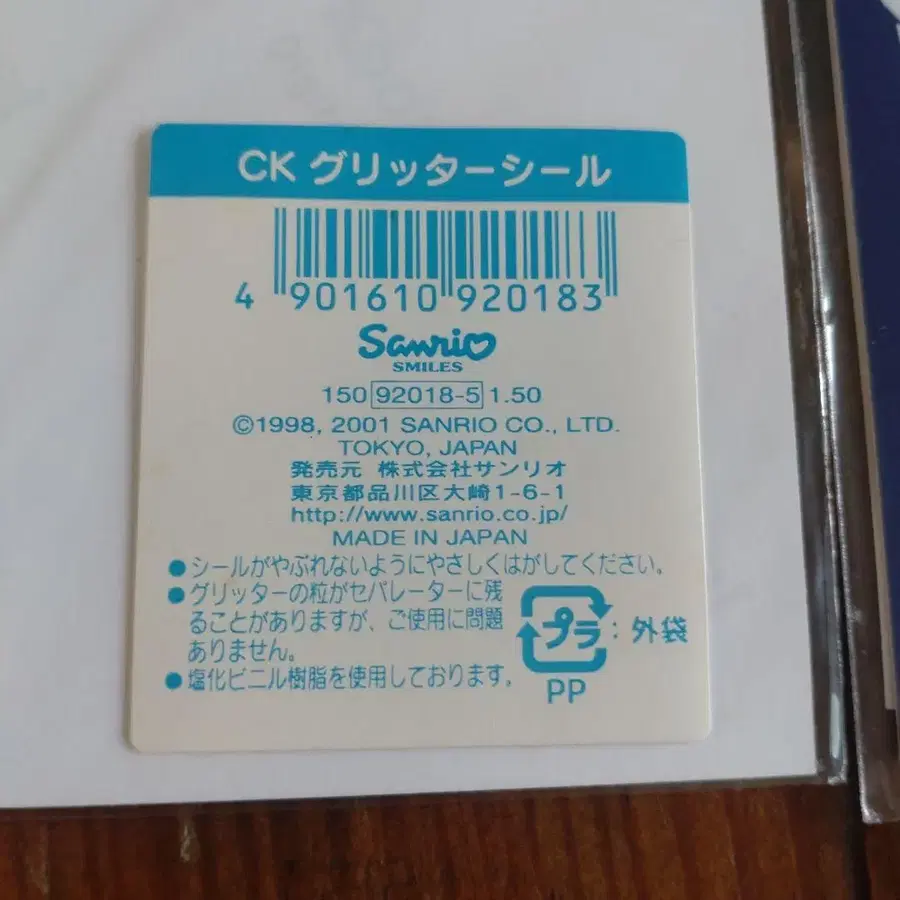 CK グリッターシール
4 901610 920183
Sanrio
SMILES
150 92018-5 1.50
©1998, 2001 SANRIO CO., LTD.
TOKYO, JAPAN
発売元 株式会社サンリオ
東京都品川区大崎1-6-1
http://www.sanrio.co.jp/
MADE IN JAPAN
●シールがやぶれないようにやさしくはがしてください。
●グリッターの粒がセパレーターに残
ることがありますが、ご使用に問題
ありません。
●塩化ビニル樹脂を使用しております。
プラ : 外袋
PP